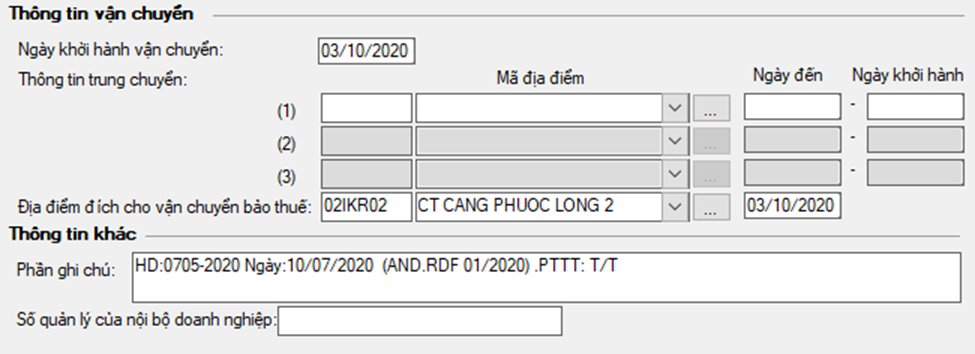 Thông tin vận chuyển
Ngày khởi hành vận chuyển: 03/10/2020
Thông tin trung chuyển: Mã địa điểm Ngày đến Ngày khởi hành
(1) ... -
(2) ... -
(3) ... -
Địa điểm đích cho vận chuyển bảo thuế: 02IKR02 CT CANG PHUOC LONG 2 ... 03/10/2020
Thông tin khác
Phần ghi chú: HD:0705-2020 Ngày:10/07/2020 (AND.RDF 01/2020) .PTTT: T/T
Số quản lý của nội bộ doanh nghiệp: